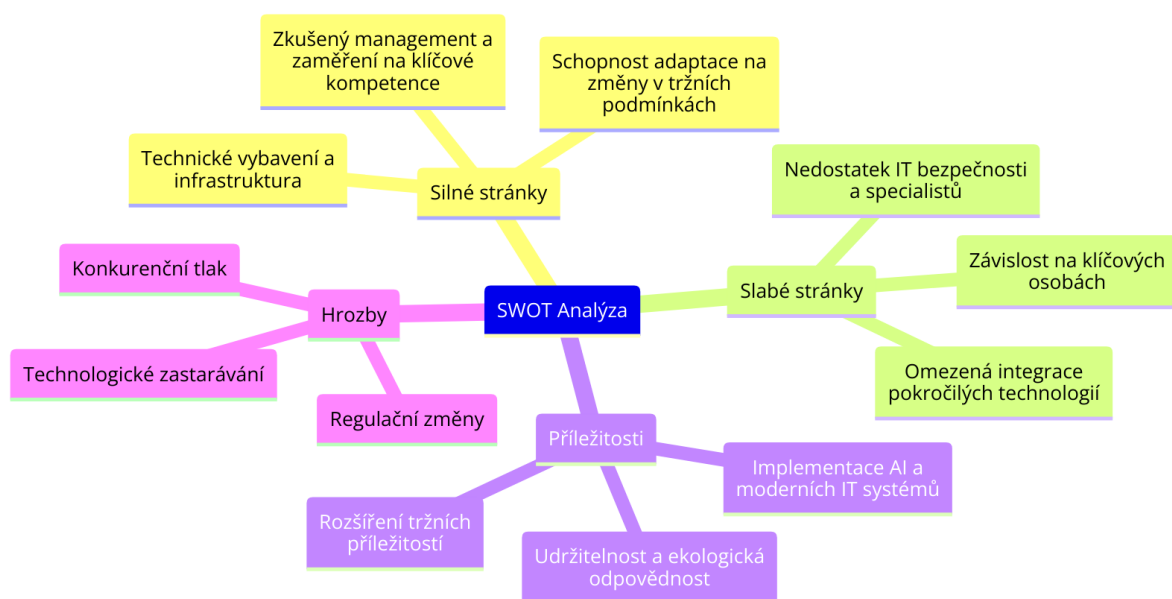 Zkušený management a
zaměření na klíčové
kompetence
Schopnost adaptace na
změny v tržních
podmínkách
Technické vybavení a
infrastruktura
Silné stránky
Nedostatek IT bezpečnosti
a specialistů
Závislost na klíčových
osobách
Slabé stránky
Omezená integrace
pokročilých technologií
SWOT Analýza
Konkurenční tlak
Hrozby
Technologické zastarávání
Regulační změny
Příležitosti
Implementace AI a
moderních IT systémů
Rozšíření tržních
příležitostí
Udržitelnost a ekologická
odpovědnost